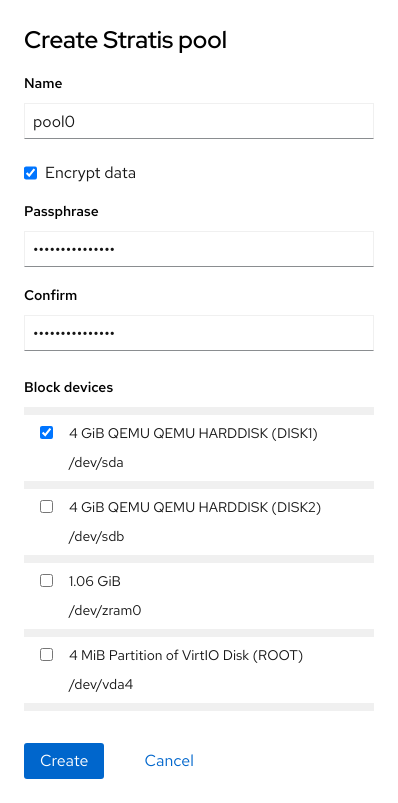 Create Stratis pool
Name
pool0
Encrypt data
Passphrase
•••••••••••••••
Confirm
•••••••••••••••
Block devices
4 GiB QEMU QEMU HARDDISK (DISK1)
/dev/sda
4 GiB QEMU QEMU HARDDISK (DISK2)
/dev/sdb
1.06 GiB
/dev/zram0
4 MiB Partition of VirtIO Disk (ROOT)
/dev/vda4
Create Cancel